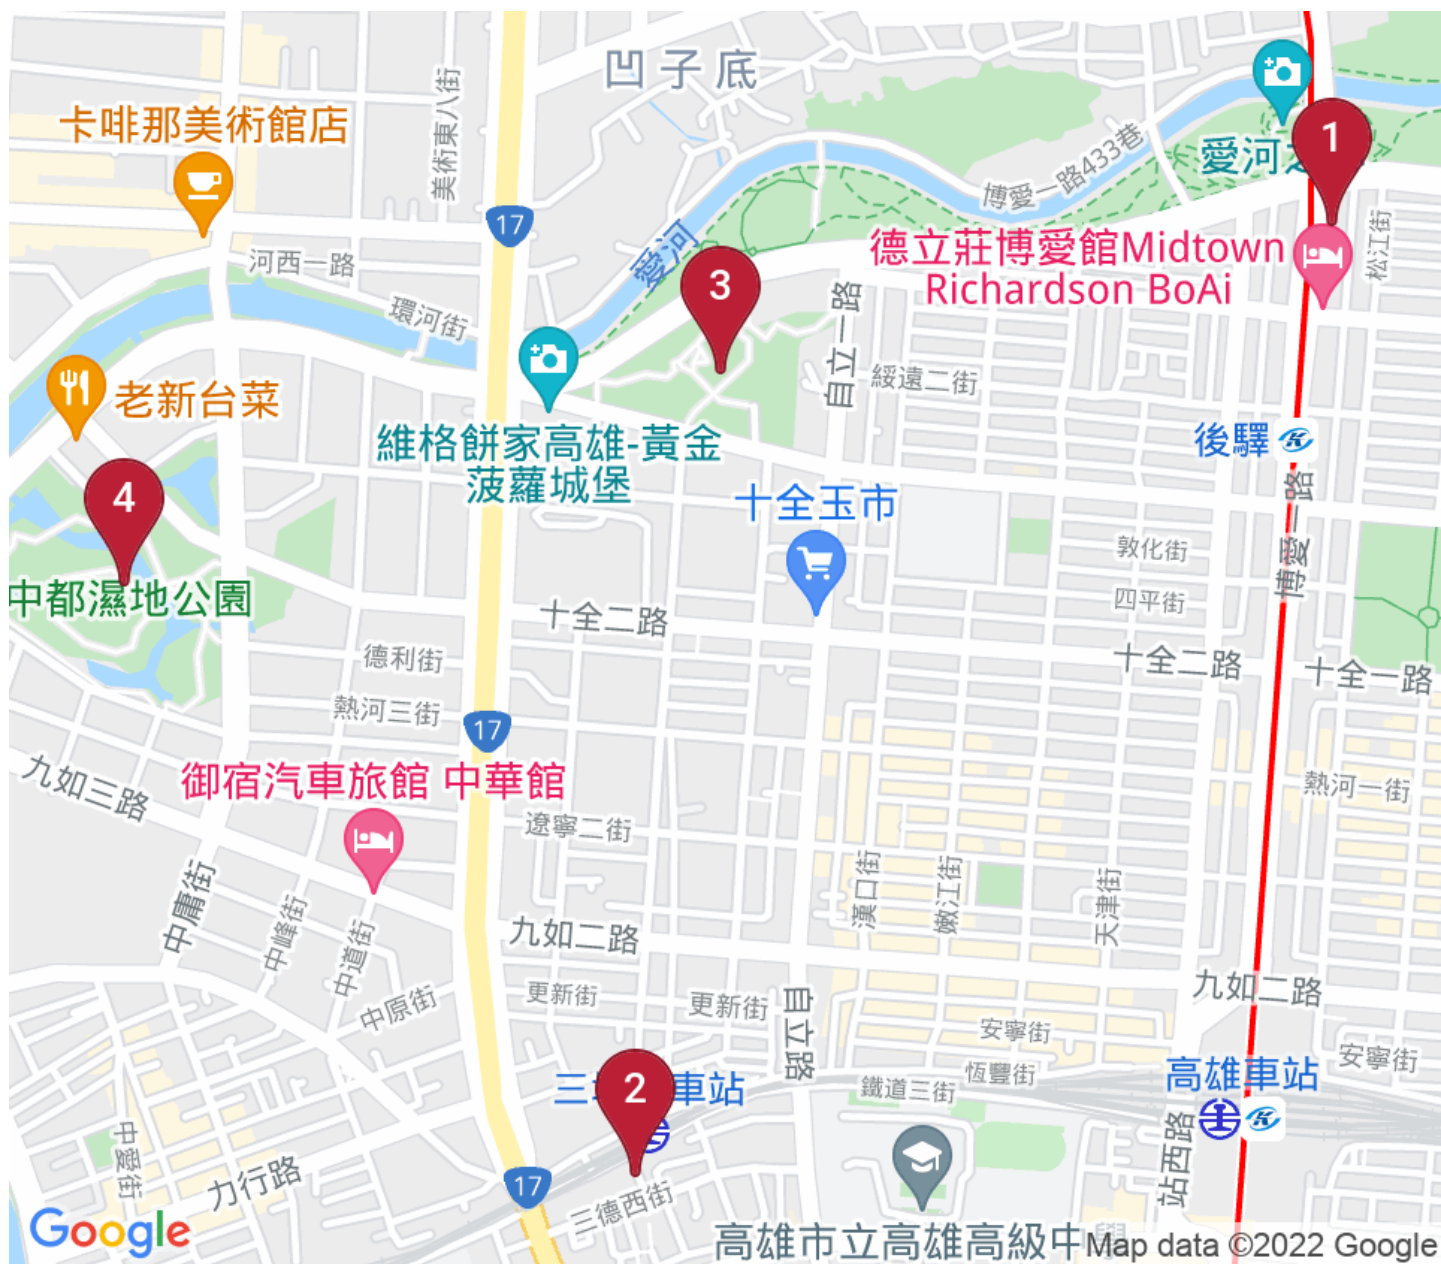 凹子底
美術東八街
卡啡那美術館店
1
愛河之
博愛一路433巷
17
河西一路
愛河
德立莊博愛館Midtown
Richardson BoAi
松江街
3
環河街
自立一路
綏遠二街
老新台菜
維格餅家高雄-黃金
菠蘿城堡
後驛
4
十全玉市
博愛一路
敦化街
中都濕地公園
四平街
十全二路
德利街
十全二路
十全一路
熱河三街
17
九如三路
御宿汽車旅館 中華館
熱河一街
遼寧二街
中庸街
中峰街
中道街
漢口街
嫩江街
天津街
九如二路
中原街
更新街
更新街
自立路
九如二路
安寧街
安寧街
2
三
車站
鐵道三街
恆豐街
高雄車站
中愛街
力行路
17
三德西街
站西路
Google
高雄市立高雄高級中
Map data ©2022 Google